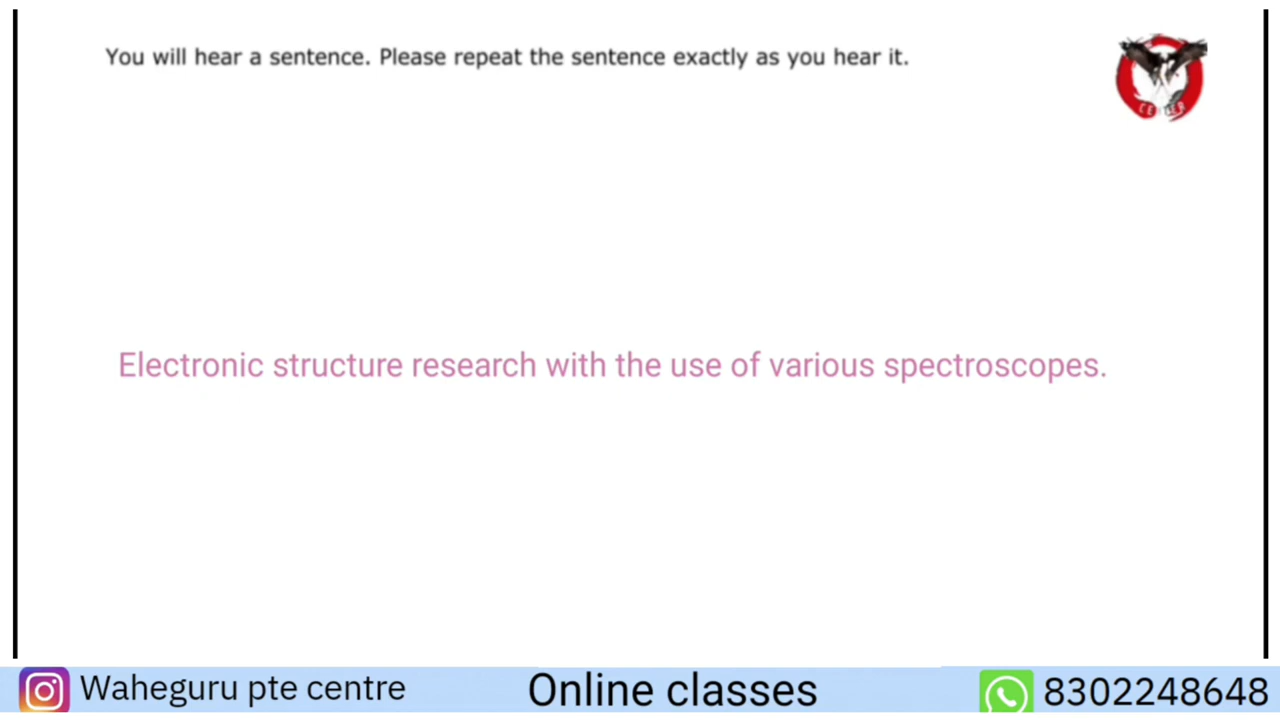 You will hear a sentence. Please repeat the sentence exactly as you hear it.
Electronic structure research with the use of various spectroscopes.
Waheguru pte centre
Online classes
8302248648